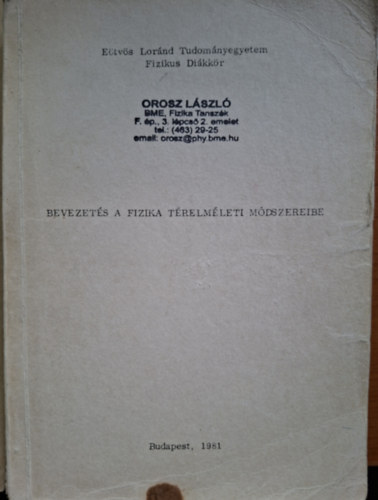 Eötvös Loránd Tudományegyetem
Fizikus Diákkör
OROSZ LÁSZLÓ
BME, Fizika Tanszék
F. ép., 3. lépcső 2. emelet
tel.: (463) 29-25
email: orosz@phy.bme.hu
BEVEZETÉS A FIZIKA TÉRELMÉLETI MÓDSZEREIBE
Budapest, 1981